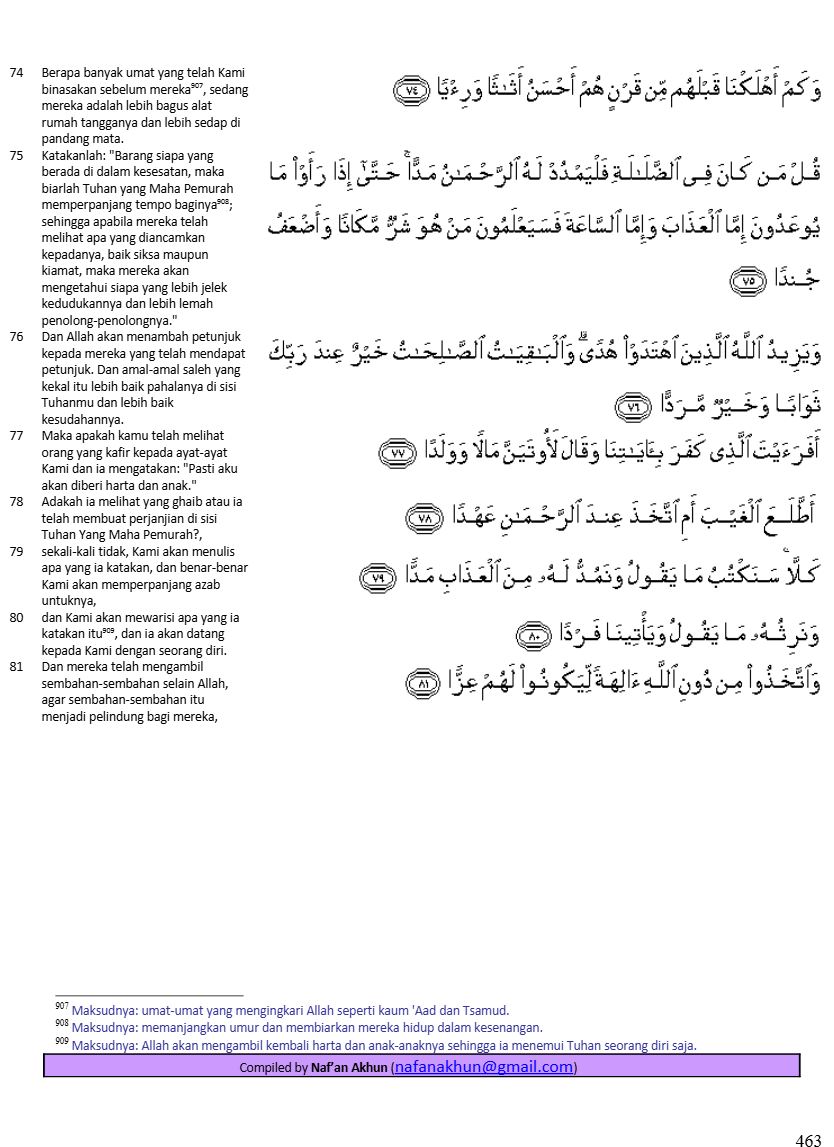 74 Berapa banyak umat yang telah Kami
binasakan sebelum mereka⁹⁰⁷, sedang
mereka adalah lebih bagus alat
rumah tangganya dan lebih sedap di
pandang mata.
وَكَمْ أَهْلَكْنَا قَبْلَهُم مِّن قَرْنٍ هُمْ أَحْسَنُ أَثَـٰثًا وَرِءْيًا ٧٤
75 Katakanlah: "Barang siapa yang
berada di dalam kesesatan, maka
biarlah Tuhan yang Maha Pemurah
memperpanjang tempo baginya⁹⁰⁸;
sehingga apabila mereka telah
melihat apa yang diancamkan
kepadanya, baik siksa maupun
kiamat, maka mereka akan
mengetahui siapa yang lebih jelek
kedudukannya dan lebih lemah
penolong-penolongnya."
قُلْ مَن كَانَ فِى ٱلضَّلَـٰلَةِ فَلْيَمْدُدْ لَهُ ٱلرَّحْمَـٰنُ مَدًّا ۚ حَتَّىٰٓ إِذَا رَأَوْا۟ مَا
يُوعَدُونَ إِمَّا ٱلْعَذَابَ وَإِمَّا ٱلسَّاعَةَ فَسَيَعْلَمُونَ مَنْ هُوَ شَرٌّ مَّكَانًا وَأَضْعَفُ
جُندًا ٧٥
76 Dan Allah akan menambah petunjuk
kepada mereka yang telah mendapat
petunjuk. Dan amal-amal saleh yang
kekal itu lebih baik pahalanya di sisi
Tuhanmu dan lebih baik
kesudahannya.
وَيَزِيدُ ٱللَّهُ ٱلَّذِينَ ٱهْتَدَوْا۟ هُدًى ۗ وَٱلْبَـٰقِيَـٰتُ ٱلصَّـٰلِحَـٰتُ خَيْرٌ عِندَ رَبِّكَ
ثَوَابًا وَخَيْرٌ مَّرَدًّا ٧٦
77 Maka apakah kamu telah melihat
orang yang kafir kepada ayat-ayat
Kami dan ia mengatakan: "Pasti aku
akan diberi harta dan anak."
أَفَرَءَيْتَ ٱلَّذِى كَفَرَ بِـَٔايَـٰتِنَا وَقَالَ لَأُوتَيَنَّ مَالًا وَوَلَدًا ٧٧
78 Adakah ia melihat yang ghaib atau ia
telah membuat perjanjian di sisi
Tuhan Yang Maha Pemurah?,
أَطَّلَعَ ٱلْغَيْبَ أَمِ ٱتَّخَذَ عِندَ ٱلرَّحْمَـٰنِ عَهْدًا ٧٨
79 sekali-kali tidak, Kami akan menulis
apa yang ia katakan, dan benar-benar
Kami akan memperpanjang azab
untuknya,
كَلَّا ۚ سَنَكْتُبُ مَا يَقُولُ وَنَمُدُّ لَهُۥ مِنَ ٱلْعَذَابِ مَدًّا ٧٩
80 dan Kami akan mewarisi apa yang ia
katakan itu⁹⁰⁹, dan ia akan datang
kepada Kami dengan seorang diri.
وَنَرِثُهُۥ مَا يَقُولُ وَيَأْتِينَا فَرْدًا ٨٠
81 Dan mereka telah mengambil
sembahan-sembahan selain Allah,
agar sembahan-sembahan itu
menjadi pelindung bagi mereka,
وَٱتَّخَذُوا۟ مِن دُونِ ٱللَّهِ ءَالِهَةً لِّيَكُونُوا۟ لَهُمْ عِزًّا ٨١
⁹⁰⁷ Maksudnya: umat-umat yang mengingkari Allah seperti kaum 'Aad dan Tsamud.
⁹⁰⁸ Maksudnya: memanjangkan umur dan membiarkan mereka hidup dalam kesenangan.
⁹⁰⁹ Maksudnya: Allah akan mengambil kembali harta dan anak-anaknya sehingga ia menemui Tuhan seorang diri saja.
Compiled by Naf'an Akhun (nafanakhun@gmail.com)
463